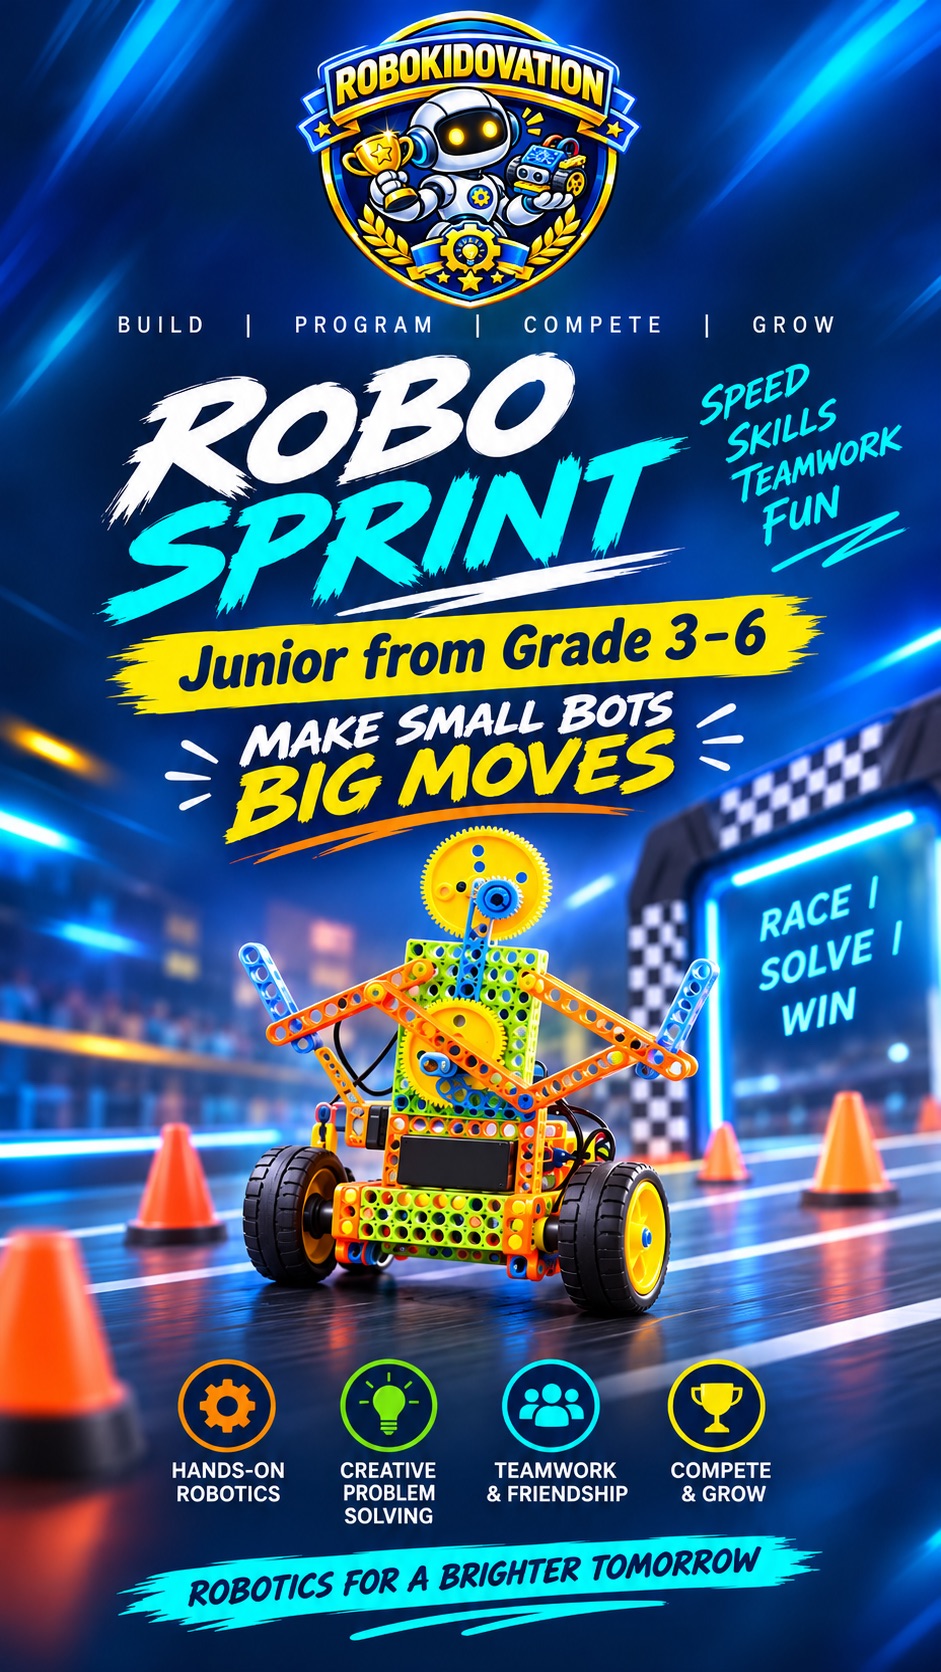 ROBOKIDOVATION
BUILD | PROGRAM | COMPETE | GROW
ROBO
SPRINT
SPEED
SKILLS
TEAMWORK
FUN
Junior from Grade 3-6
MAKE SMALL BOTS
BIG MOVES
RACE |
SOLVE |
WIN
HANDS-ON
ROBOTICS
CREATIVE
PROBLEM
SOLVING
TEAMWORK
& FRIENDSHIP
COMPETE
& GROW
ROBOTICS FOR A BRIGHTER TOMORROW